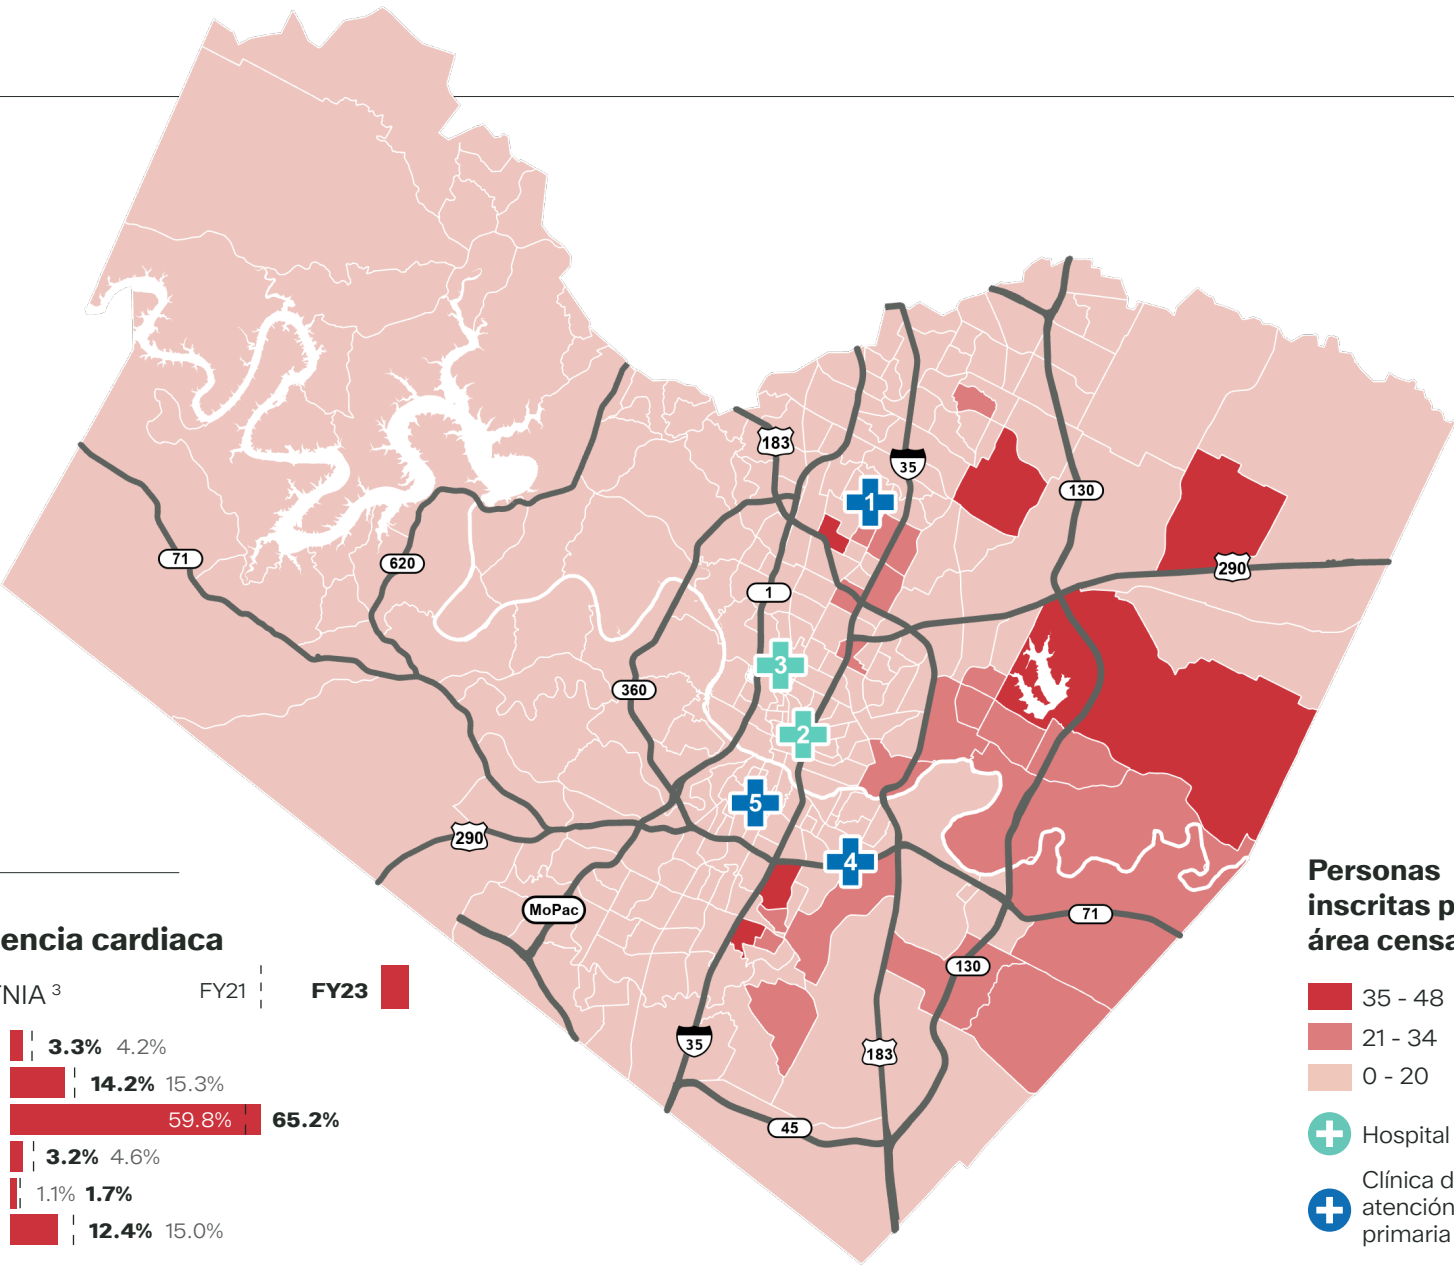 183
35
1
130
71
620
290
1
3
360
2
5
290
4
MoPac
71
130
35
183
45
encia cardiaca
NIA 3
FY21 FY23
3.3% 4.2%
14.2% 15.3%
59.8% 65.2%
3.2% 4.6%
1.1% 1.7%
12.4% 15.0%
Personas
inscritas p
área censa
35 - 48
21 - 34
0 - 20
Hospital
Clínica d
atención
primaria